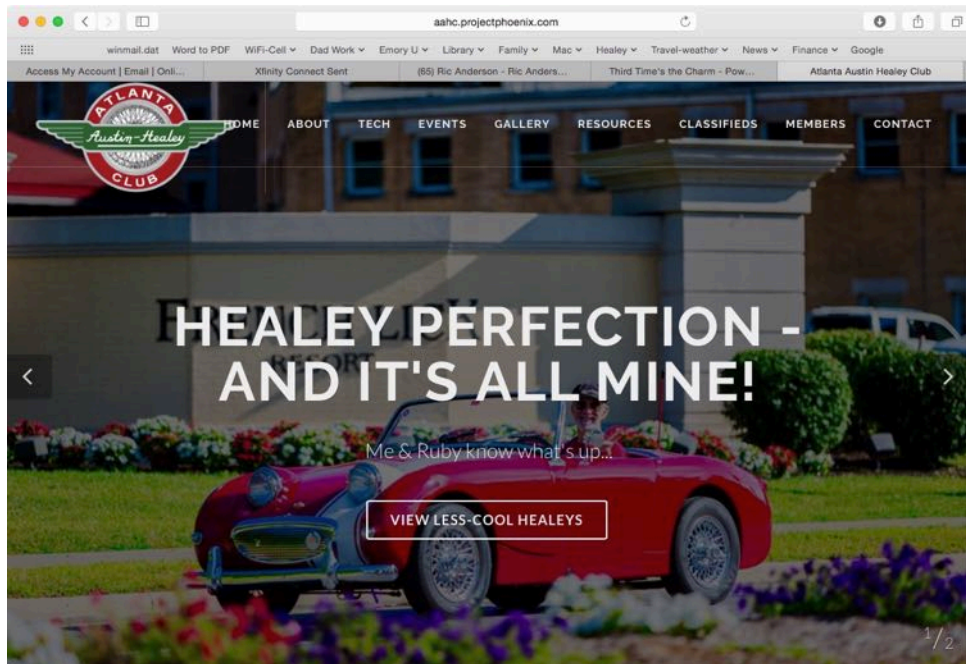 aahc.projectphoenix.com
winmail.dat Word to PDF WiFi-Cell Dad Work Emory U Library Family Mac Healey Travel-weather News Finance Google
Access My Account | Email | Onli... Xfinity Connect Sent (65) Ric Anderson - Ric Anders... Third Time's the Charm - Pow... Atlanta Austin Healey Club
ATLANTA
Austin-Healey
CLUB
HOME ABOUT TECH EVENTS GALLERY RESOURCES CLASSIFIEDS MEMBERS CONTACT
FRENCH LICK
RESORT
HEALEY PERFECTION -
AND IT'S ALL MINE!
Me & Ruby know what's up...
VIEW LESS-COOL HEALEYS
1/2